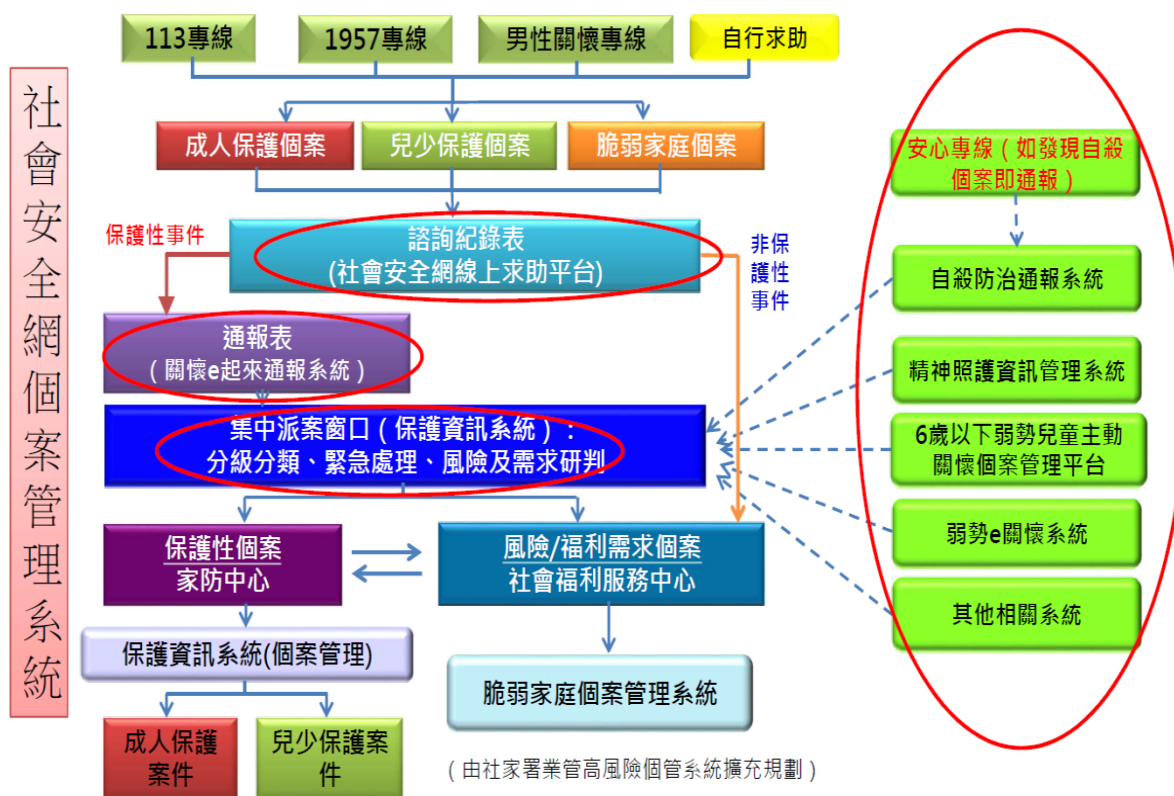 社會安全網個案管理系統
113專線
1957專線
男性關懷專線
自行求助
成人保護個案
兒少保護個案
脆弱家庭個案
安心專線（如發現自殺
個案即通報）
保護性事件
諮詢紀錄表
(社會安全網線上求助平台)
非保
護性
事件
自殺防治通報系統
通報表
（關懷e起來通報系統）
精神照護資訊管理系統
集中派案窗口（保護資訊系統）：
分級分類、緊急處理、風險及需求研判
6歲以下弱勢兒童主動
關懷個案管理平台
保護性個案
家防中心
風險/福利需求個案
社會福利服務中心
弱勢e關懷系統
其他相關系統
保護資訊系統(個案管理)
脆弱家庭個案管理系統
成人保護
案件
兒少保護案
件
（由社家署業管高風險個管系統擴充規劃）